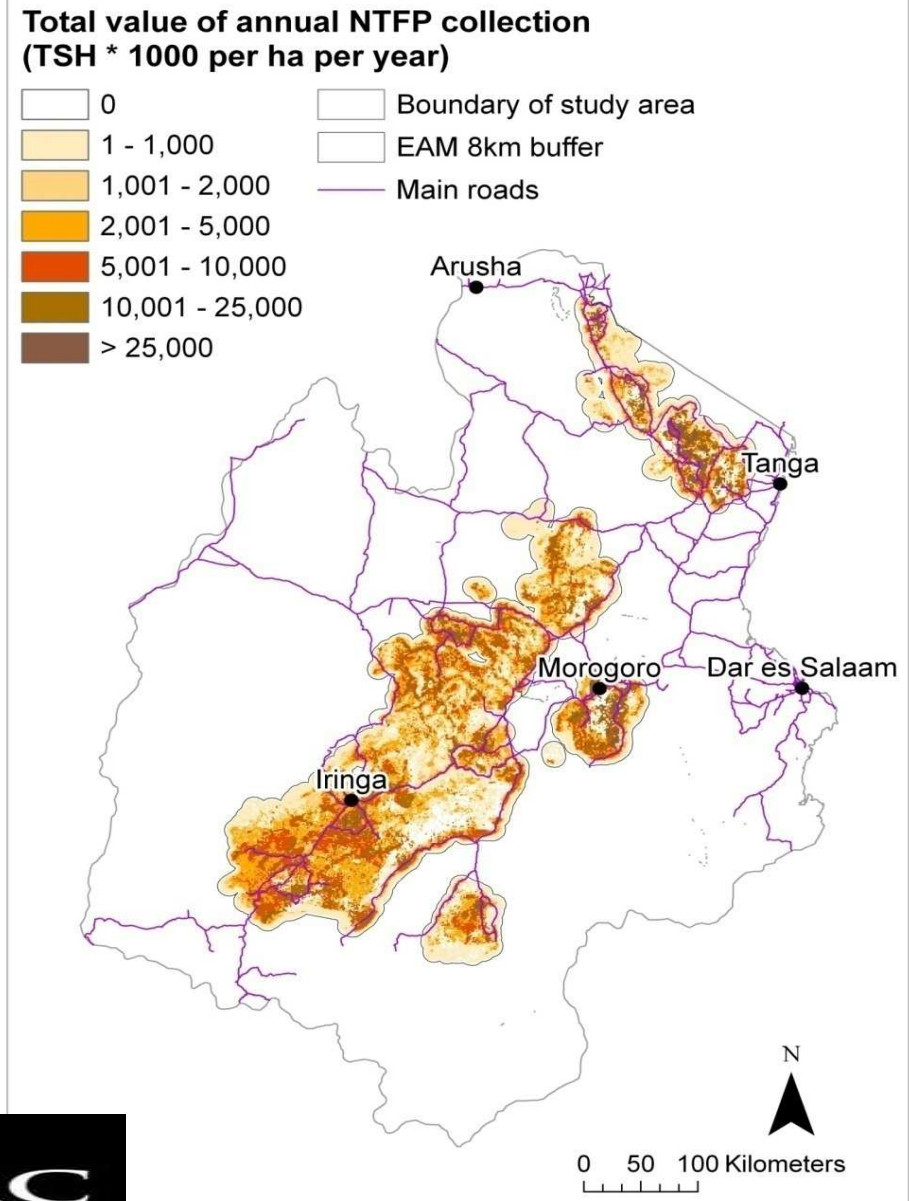 Total value of annual NTFP collection
(TSH * 1000 per ha per year)
0
1 - 1,000
1,001 - 2,000
2,001 - 5,000
5,001 - 10,000
10,001 - 25,000
> 25,000
Boundary of study area
EAM 8km buffer
Main roads
Arusha
Tanga
Morogoro
Dar es Salaam
Iringa
N
0 50 100 Kilometers
C